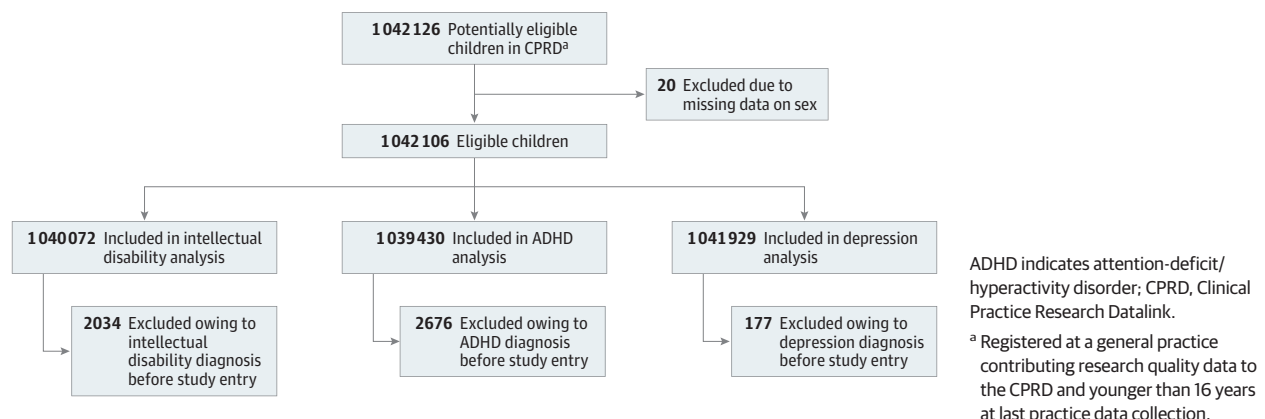 1042126 Potentially eligible
children in CPRDᵃ
20 Excluded due to
missing data on sex
1042106 Eligible children
1040072 Included in intellectual
disability analysis
1039430 Included in ADHD
analysis
1041929 Included in depression
analysis
2034 Excluded owing to
intellectual
disability diagnosis
before study entry
2676 Excluded owing to
ADHD diagnosis
before study entry
177 Excluded owing to
depression diagnosis
before study entry
ADHD indicates attention-deficit/
hyperactivity disorder; CPRD, Clinical
Practice Research Datalink.
ᵃ Registered at a general practice
contributing research quality data to
the CPRD and younger than 16 years
at last practice data collection.